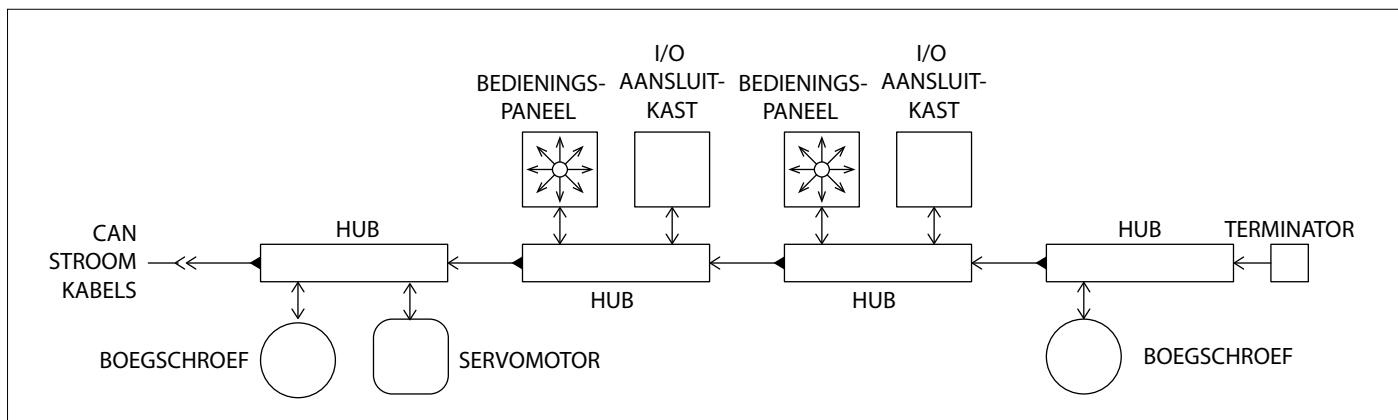 BEDIENINGS-
PANEEL
I/O
AANSLUIT-
KAST
BEDIENINGS-
PANEEL
I/O
AANSLUIT-
KAST
CAN
STROOM
KABELS
HUB
HUB
HUB
HUB
TERMINATOR
BOEGSCHROEF
SERVOMOTOR
BOEGSCHROEF